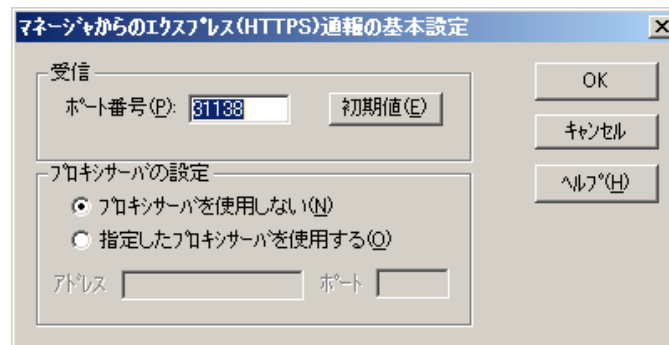 マネージャからのエクスプレス(HTTPS)通報の基本設定
受信
ポート番号(P): 31138 初期値(E)
OK
キャンセル
ヘルプ(H)
プロキシサーバの設定
プロキシサーバを使用しない(N)
指定したプロキシサーバを使用する(O)
アドレス ポート